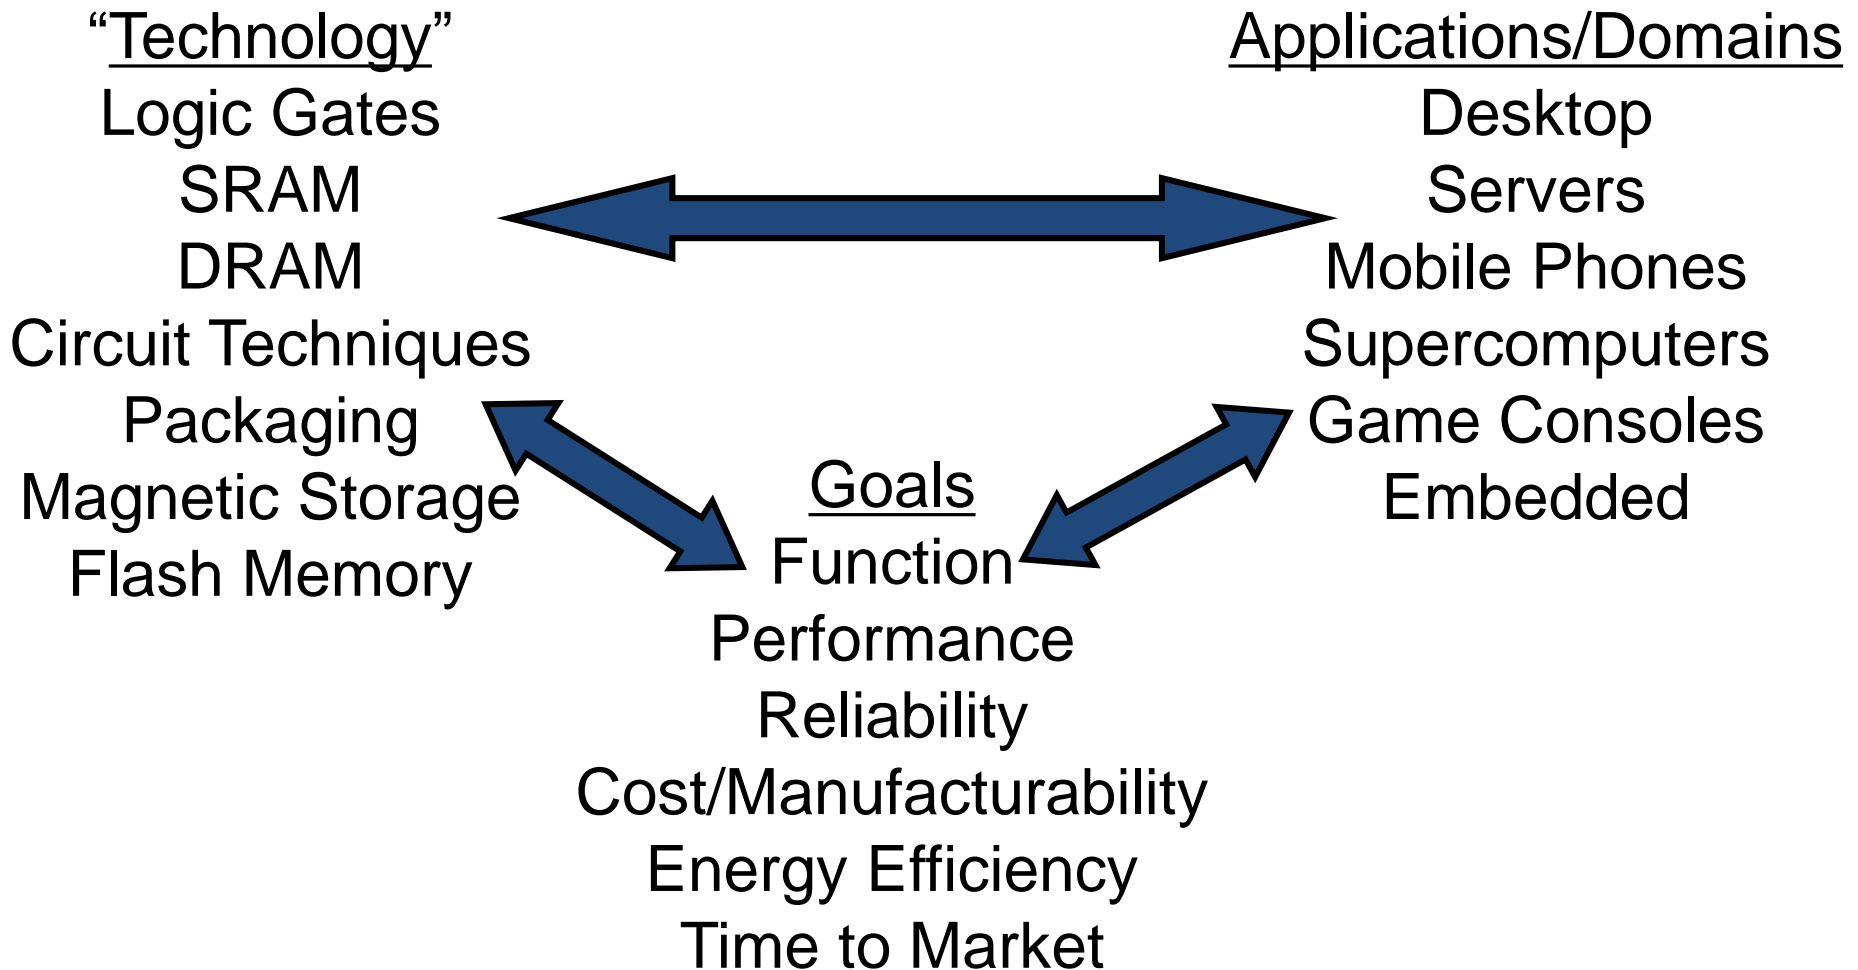 “Technology”
Logic Gates
SRAM
DRAM
Circuit Techniques
Packaging
Magnetic Storage
Flash Memory
Applications/Domains
Desktop
Servers
Mobile Phones
Supercomputers
Game Consoles
Embedded
Goals
Function
Performance
Reliability
Cost/Manufacturability
Energy Efficiency
Time to Market